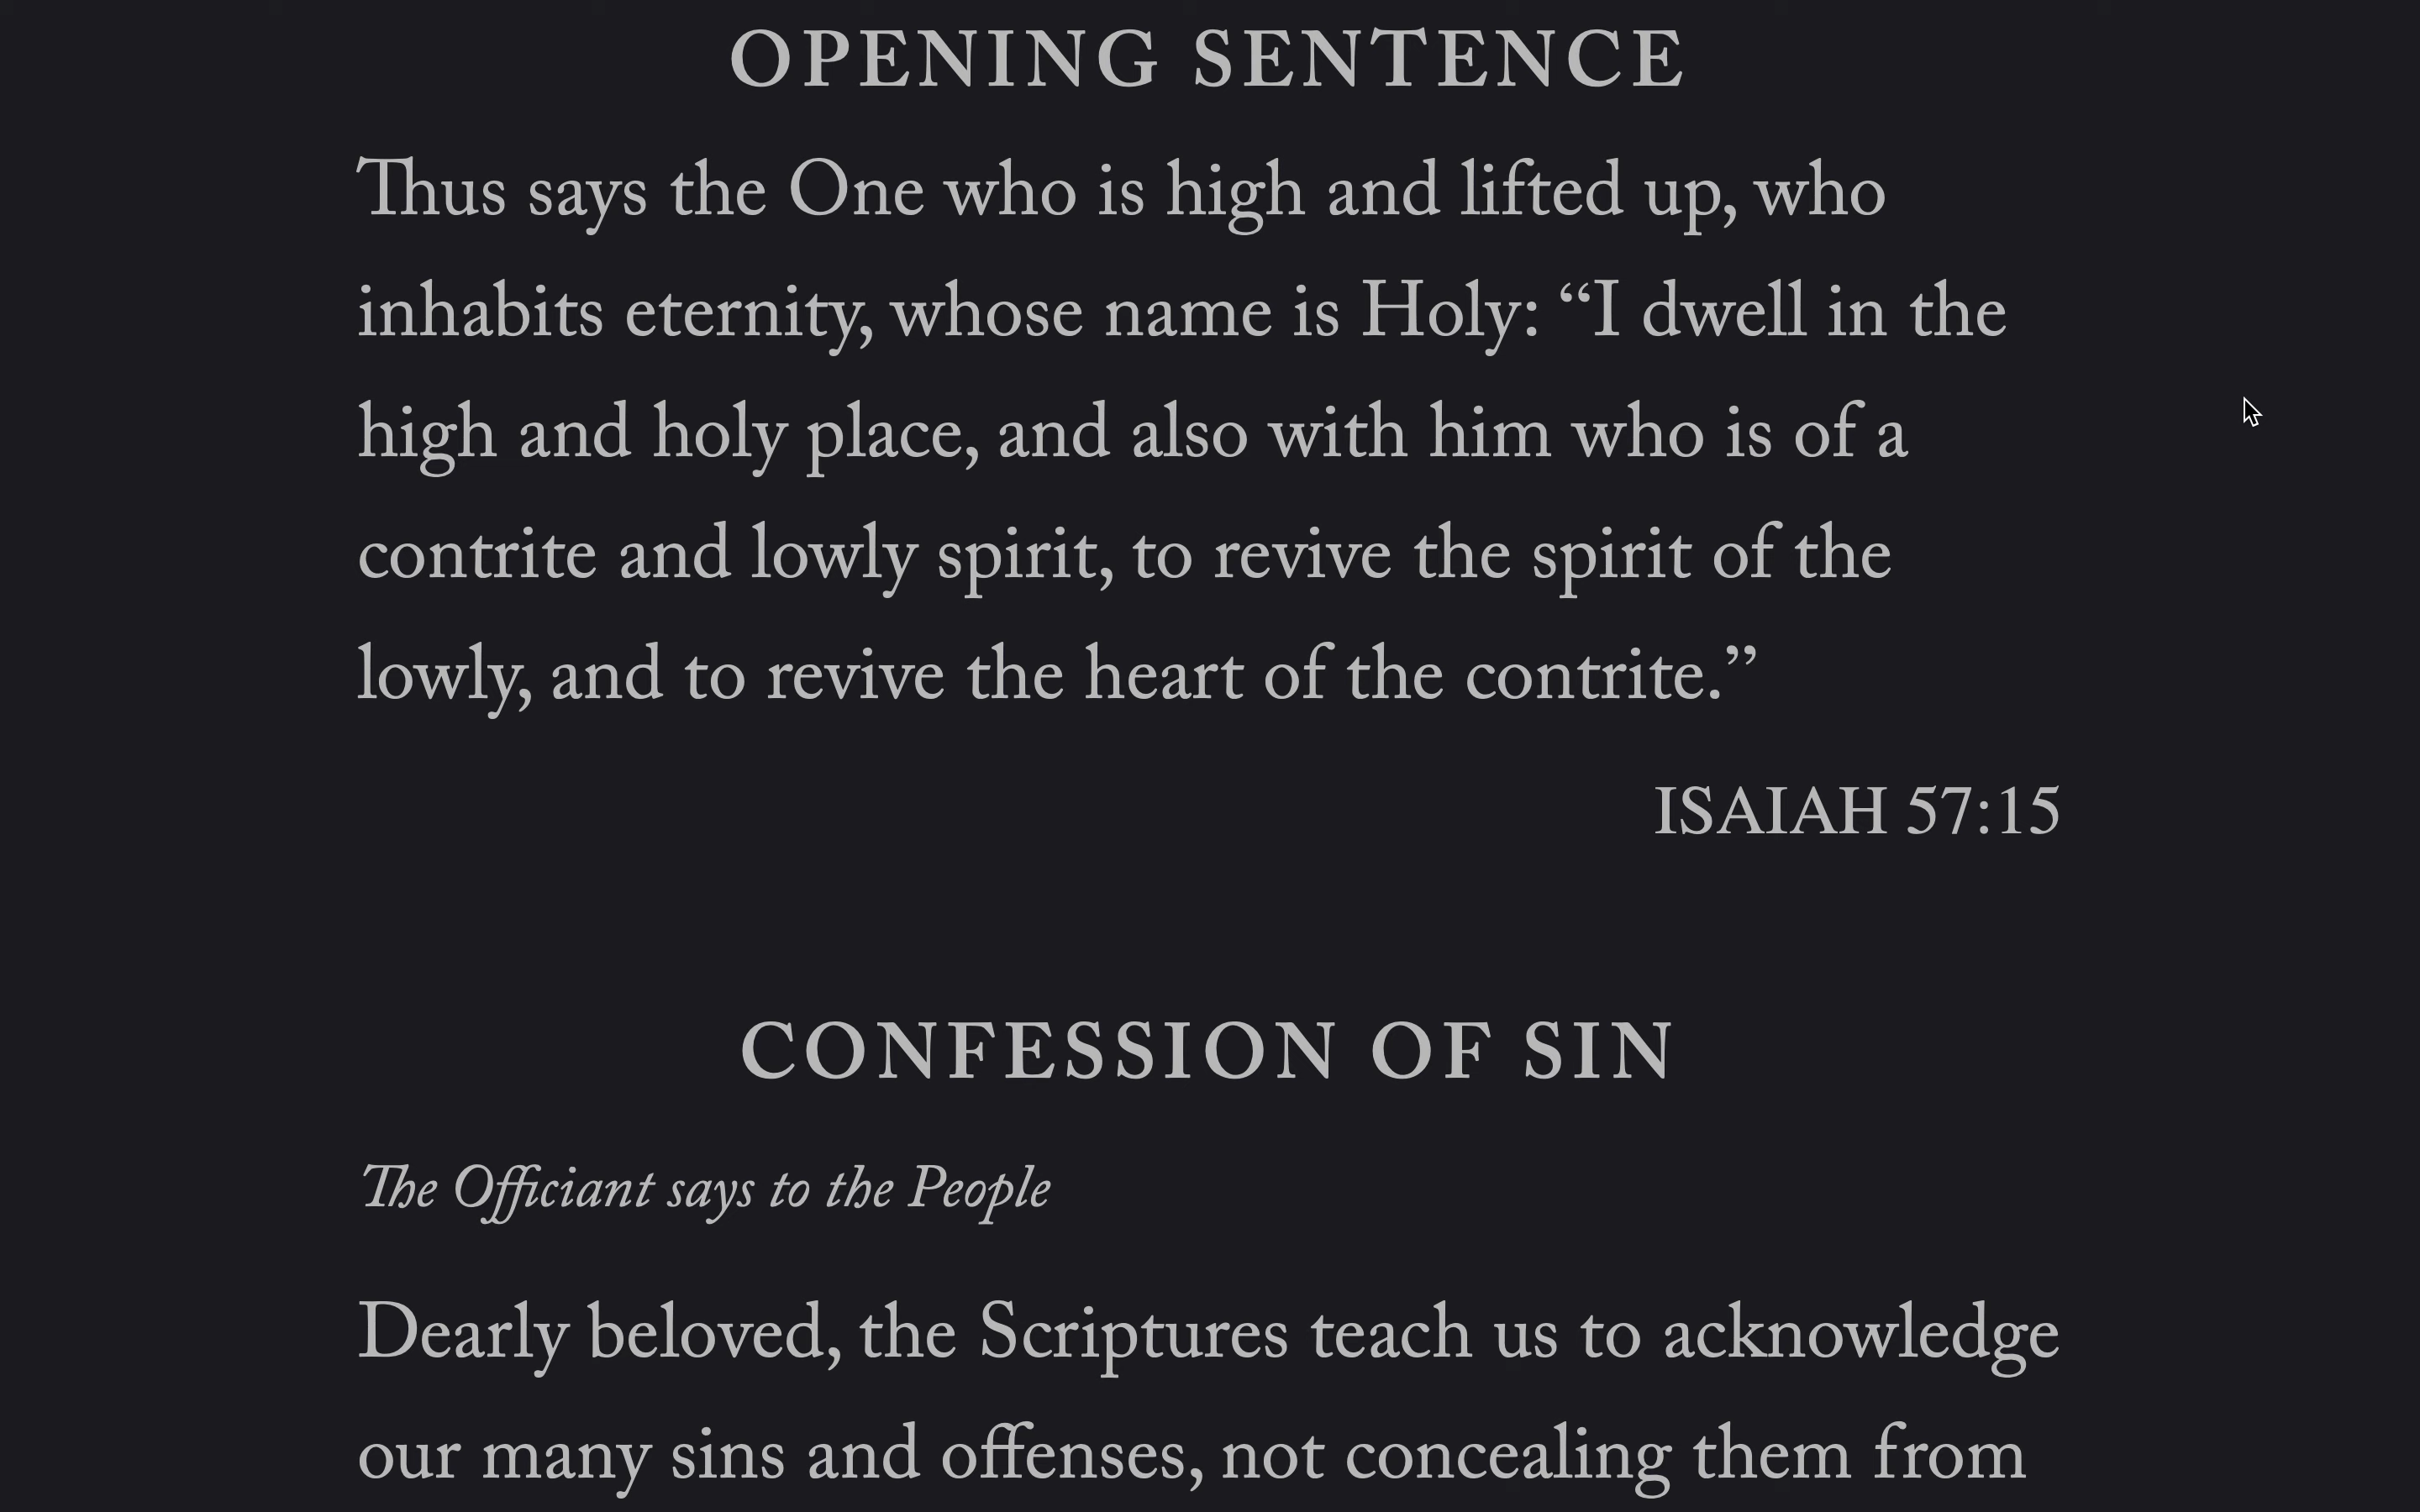 OPENING SENTENCE
Thus says the One who is high and lifted up, who
inhabits eternity, whose name is Holy: “I dwell in the
high and holy place, and also with him who is of a
contrite and lowly spirit, to revive the spirit of the
lowly, and to revive the heart of the contrite.”
ISAIAH 57:15
CONFESSION OF SIN
The Officiant says to the People
Dearly beloved, the Scriptures teach us to acknowledge
our many sins and offenses, not concealing them from